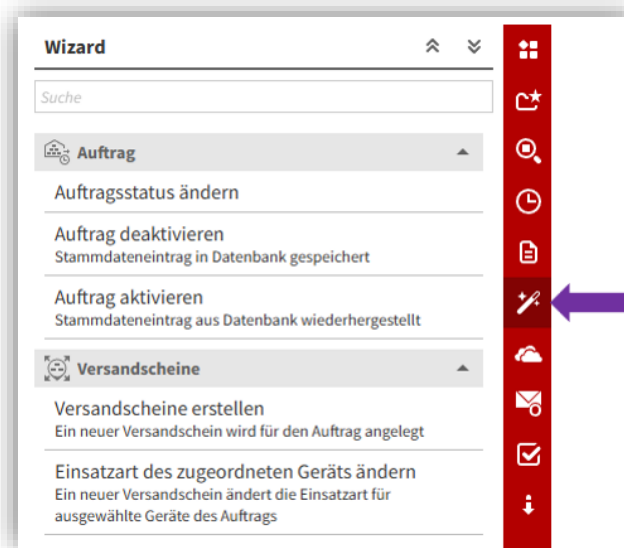 Wizard
Suche
Auftrag
Auftragsstatus ändern
Auftrag deaktivieren
Stammdateneintrag in Datenbank gespeichert
Auftrag aktivieren
Stammdateneintrag aus Datenbank wiederhergestellt
Versandscheine
Versandscheine erstellen
Ein neuer Versandschein wird für den Auftrag angelegt
Einsatzart des zugeordneten Geräts ändern
Ein neuer Versandschein ändert die Einsatzart für
ausgewählte Geräte des Auftrags